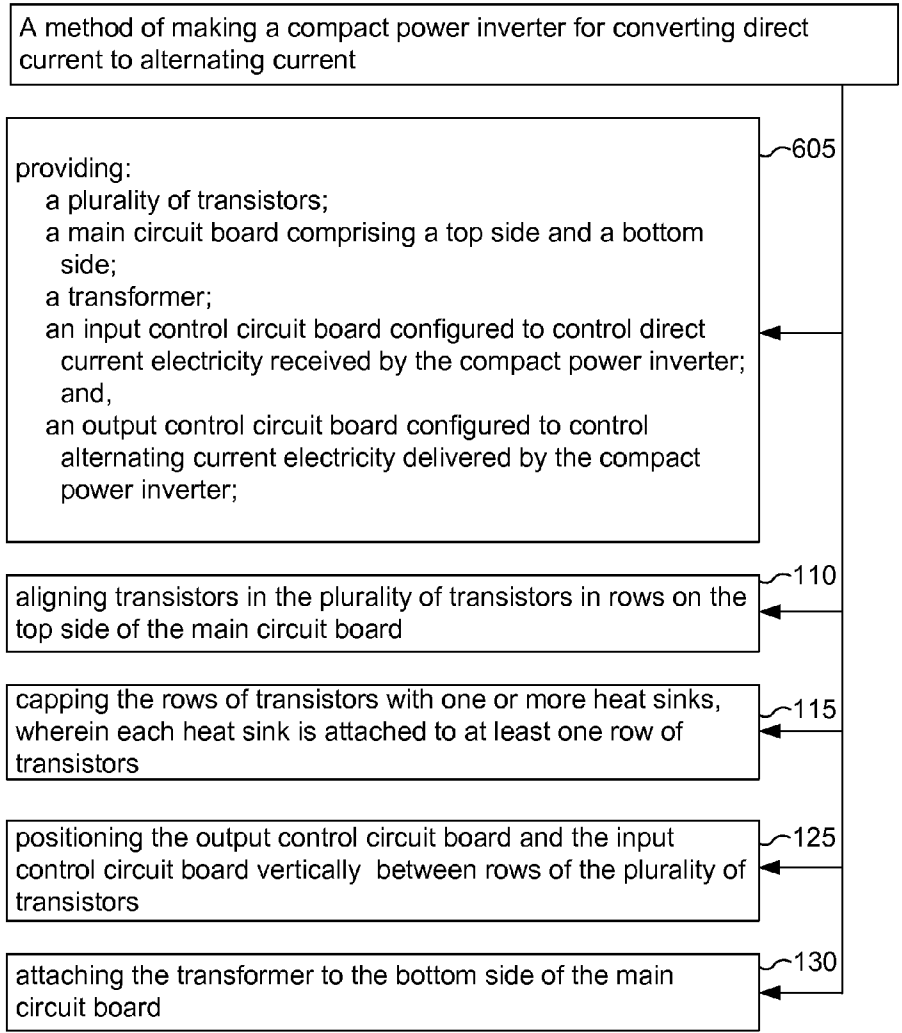 A method of making a compact power inverter for converting direct
current to alternating current
605
providing:
a plurality of transistors;
a main circuit board comprising a top side and a bottom
side;
a transformer;
an input control circuit board configured to control direct
current electricity received by the compact power inverter;
and,
an output control circuit board configured to control
alternating current electricity delivered by the compact
power inverter;
110
aligning transistors in the plurality of transistors in rows on the
top side of the main circuit board
115
capping the rows of transistors with one or more heat sinks,
wherein each heat sink is attached to at least one row of
transistors
125
positioning the output control circuit board and the input
control circuit board vertically between rows of the plurality of
transistors
130
attaching the transformer to the bottom side of the main
circuit board